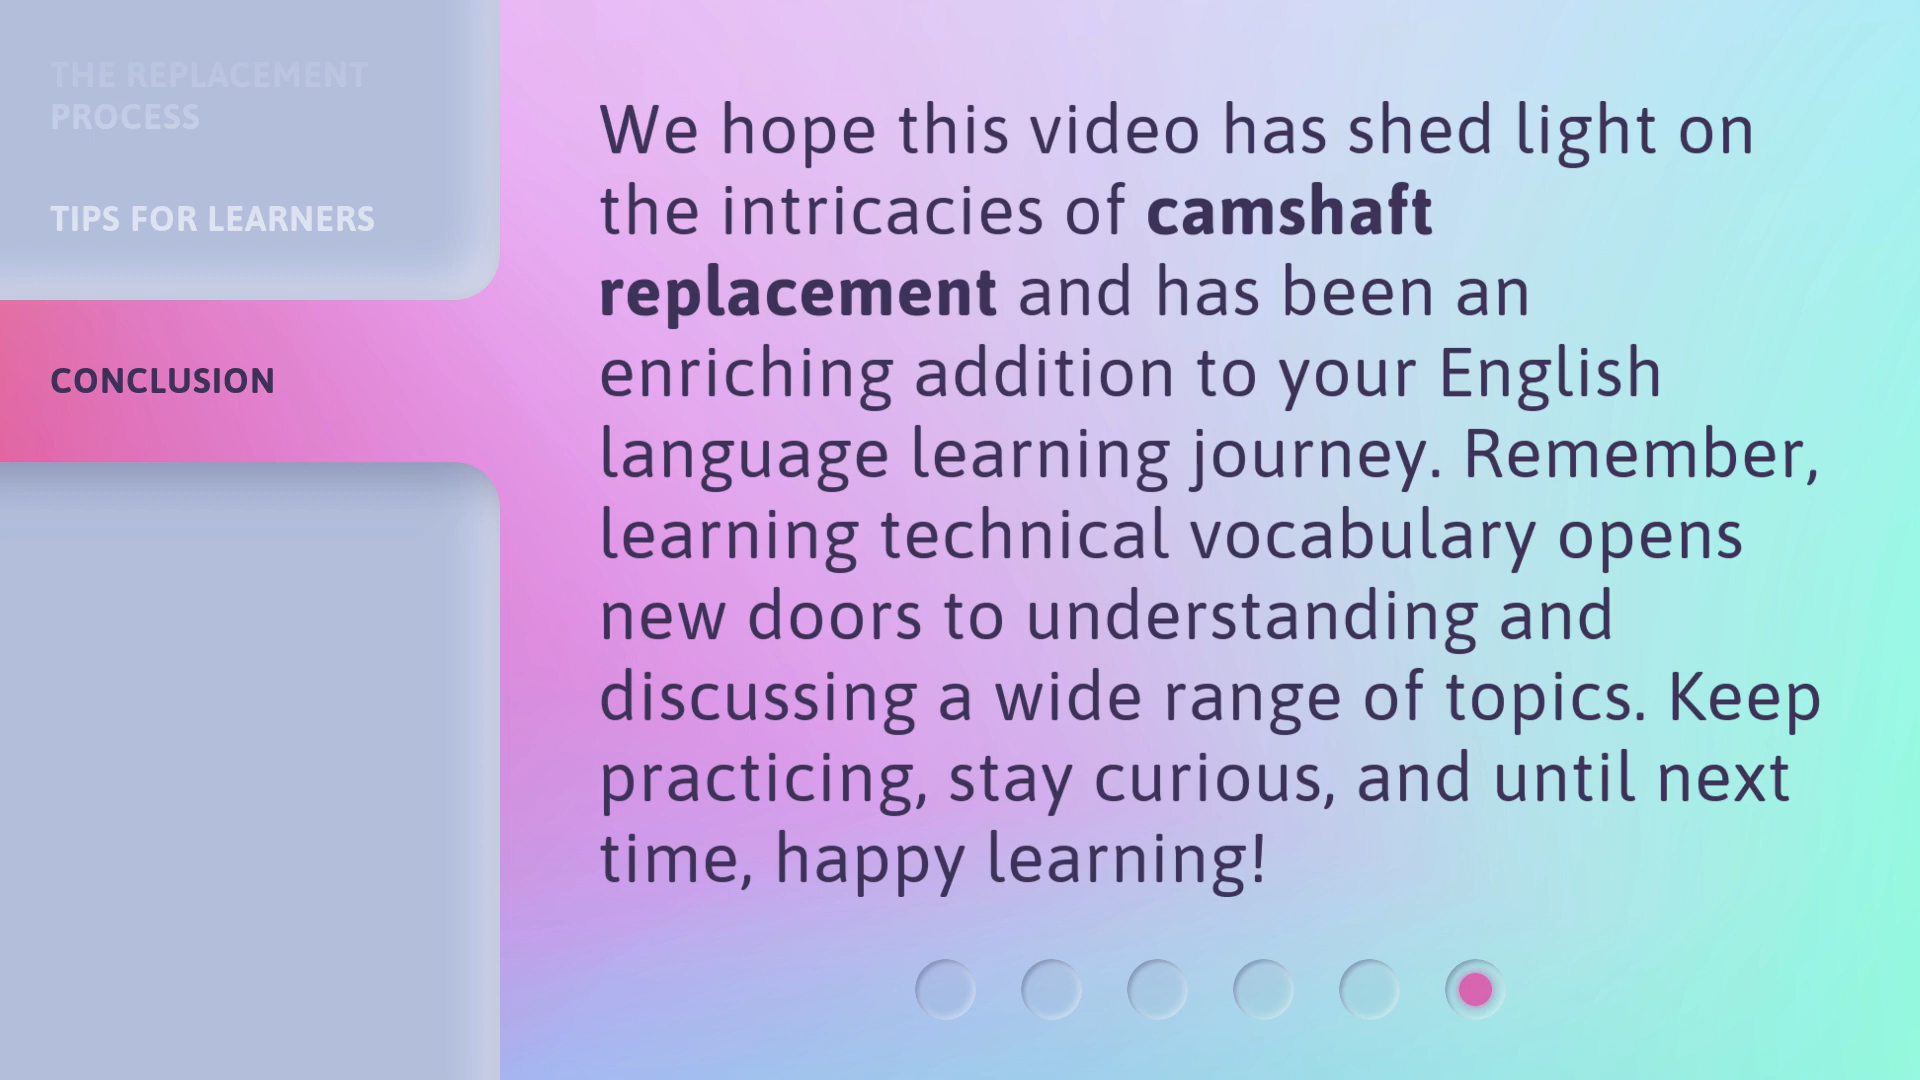 THE REPLACEMENT
PROCESS
TIPS FOR LEARNERS
CONCLUSION
We hope this video has shed light on
the intricacies of camshaft
replacement and has been an
enriching addition to your English
language learning journey. Remember,
learning technical vocabulary opens
new doors to understanding and
discussing a wide range of topics. Keep
practicing, stay curious, and until next
time, happy learning!